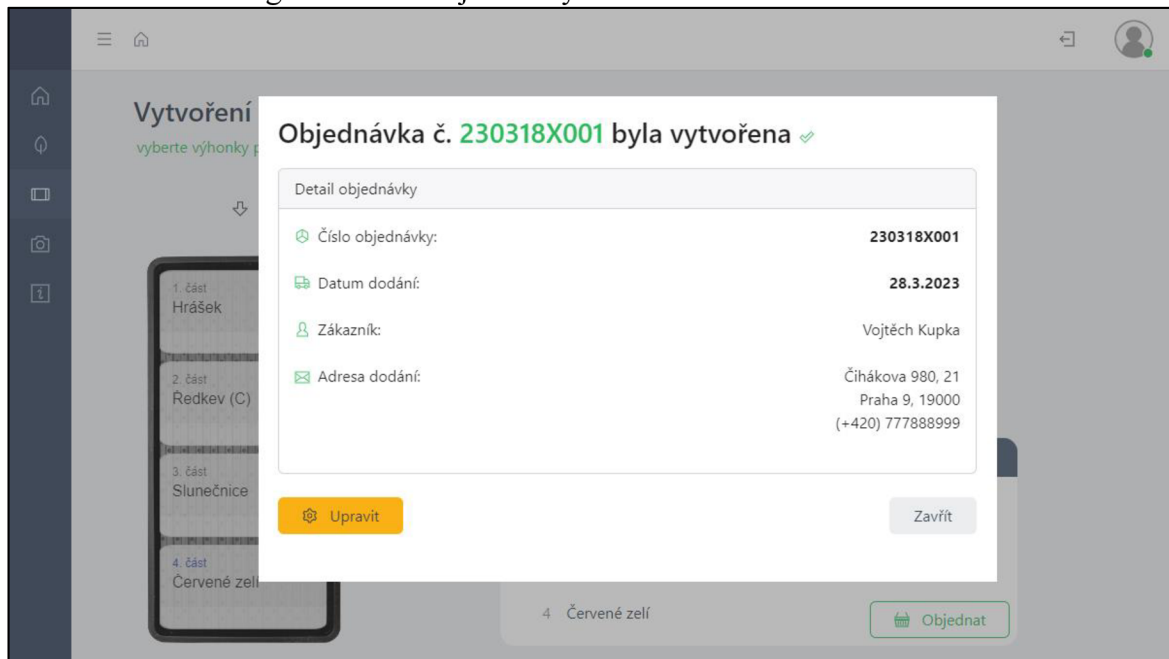 Vytvoření
vyberte výhonky p
Objednávka č. 230318X001 byla vytvořena
Detail objednávky
Číslo objednávky: 230318X001
Datum dodání: 28.3.2023
Zákazník: Vojtěch Kupka
Adresa dodání: Čihákova 980, 21
Praha 9, 19000
(+420) 777888999
Upravit Zavřít
1. část
Hrášek
2. část
Ředkev (C)
3. část
Slunečnice
4. část
Červené zelí
4 Červené zelí
Objednat